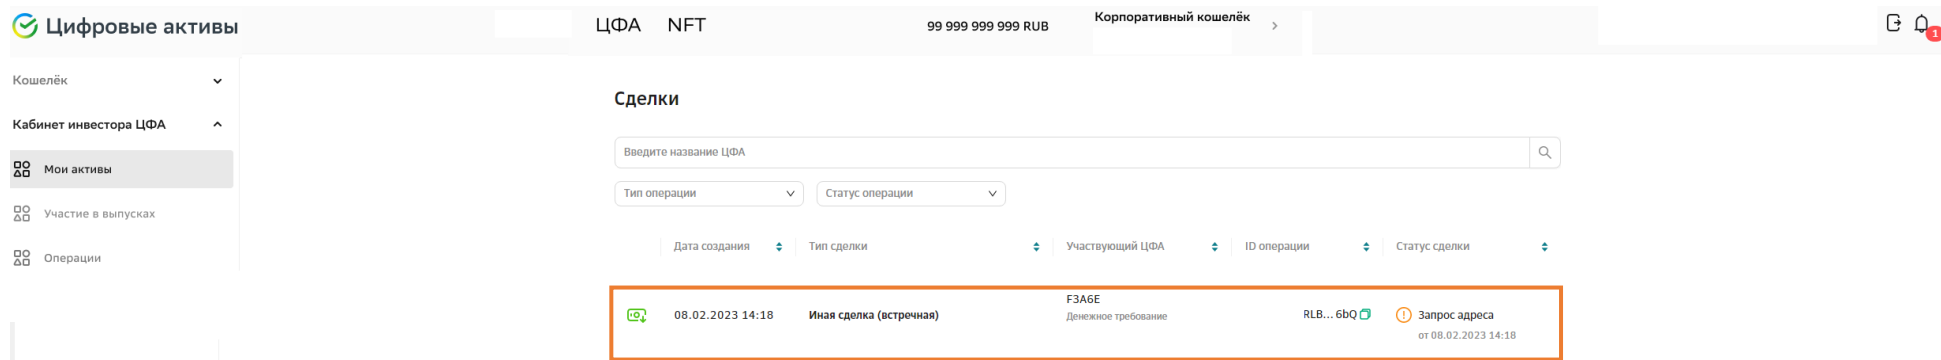 Цифровые активы
ЦФА NFT
99 999 999 999 RUB
Корпоративный кошелёк
1
Кошелёк
Кабинет инвестора ЦФА
Мои активы
Участие в выпусках
Операции
Сделки
Введите название ЦФА
Тип операции
Статус операции
Дата создания
Тип сделки
Участвующий ЦФА
ID операции
Статус сделки
08.02.2023 14:18
Иная сделка (встречная)
F3A6E
Денежное требование
RLB... 6bQ
Запрос адреса
от 08.02.2023 14:18